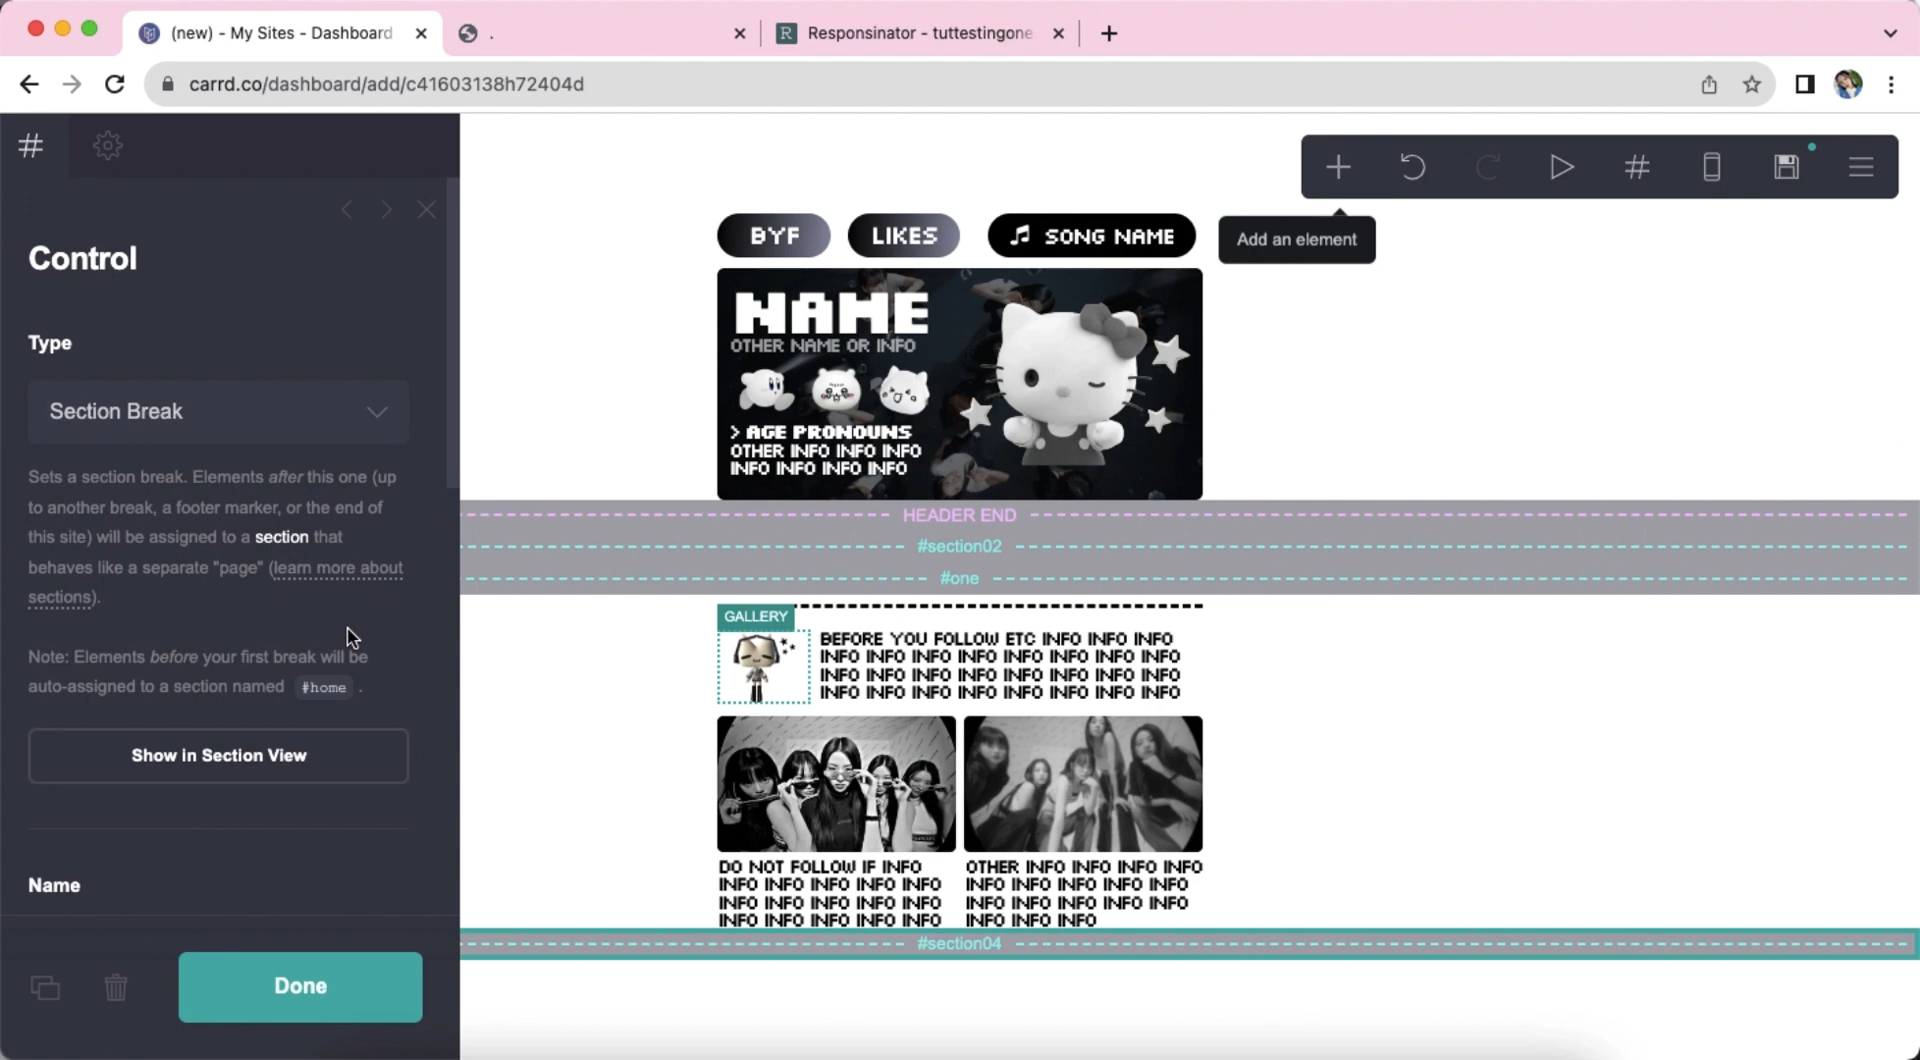 (new) - My Sites - Dashboard
.
R Responsinator - tuttestingone
carrd.co/dashboard/add/c41603138h72404d
Control
Type
Section Break
Sets a section break. Elements after this one (up
to another break, a footer marker, or the end of
this site) will be assigned to a section that
behaves like a separate "page" (learn more about
sections).
Note: Elements before your first break will be
auto-assigned to a section named #home .
Show in Section View
Name
Done
Add an element
BYF
LIKES
SONG NAME
NAME
OTHER NAME OR INFO
> AGE PRONOUNS
OTHER INFO INFO INFO
INFO INFO INFO INFO
HEADER END
#section02
#one
GALLERY
BEFORE YOU FOLLOW ETC INFO INFO INFO
INFO INFO INFO INFO INFO INFO INFO INFO
INFO INFO INFO INFO INFO INFO INFO INFO
INFO INFO INFO INFO INFO INFO INFO INFO
DO NOT FOLLOW IF INFO
INFO INFO INFO INFO INFO
INFO INFO INFO INFO INFO
INFO INFO INFO INFO INFO
OTHER INFO INFO INFO INFO
INFO INFO INFO INFO INFO
INFO INFO INFO INFO INFO
INFO INFO INFO
#section04